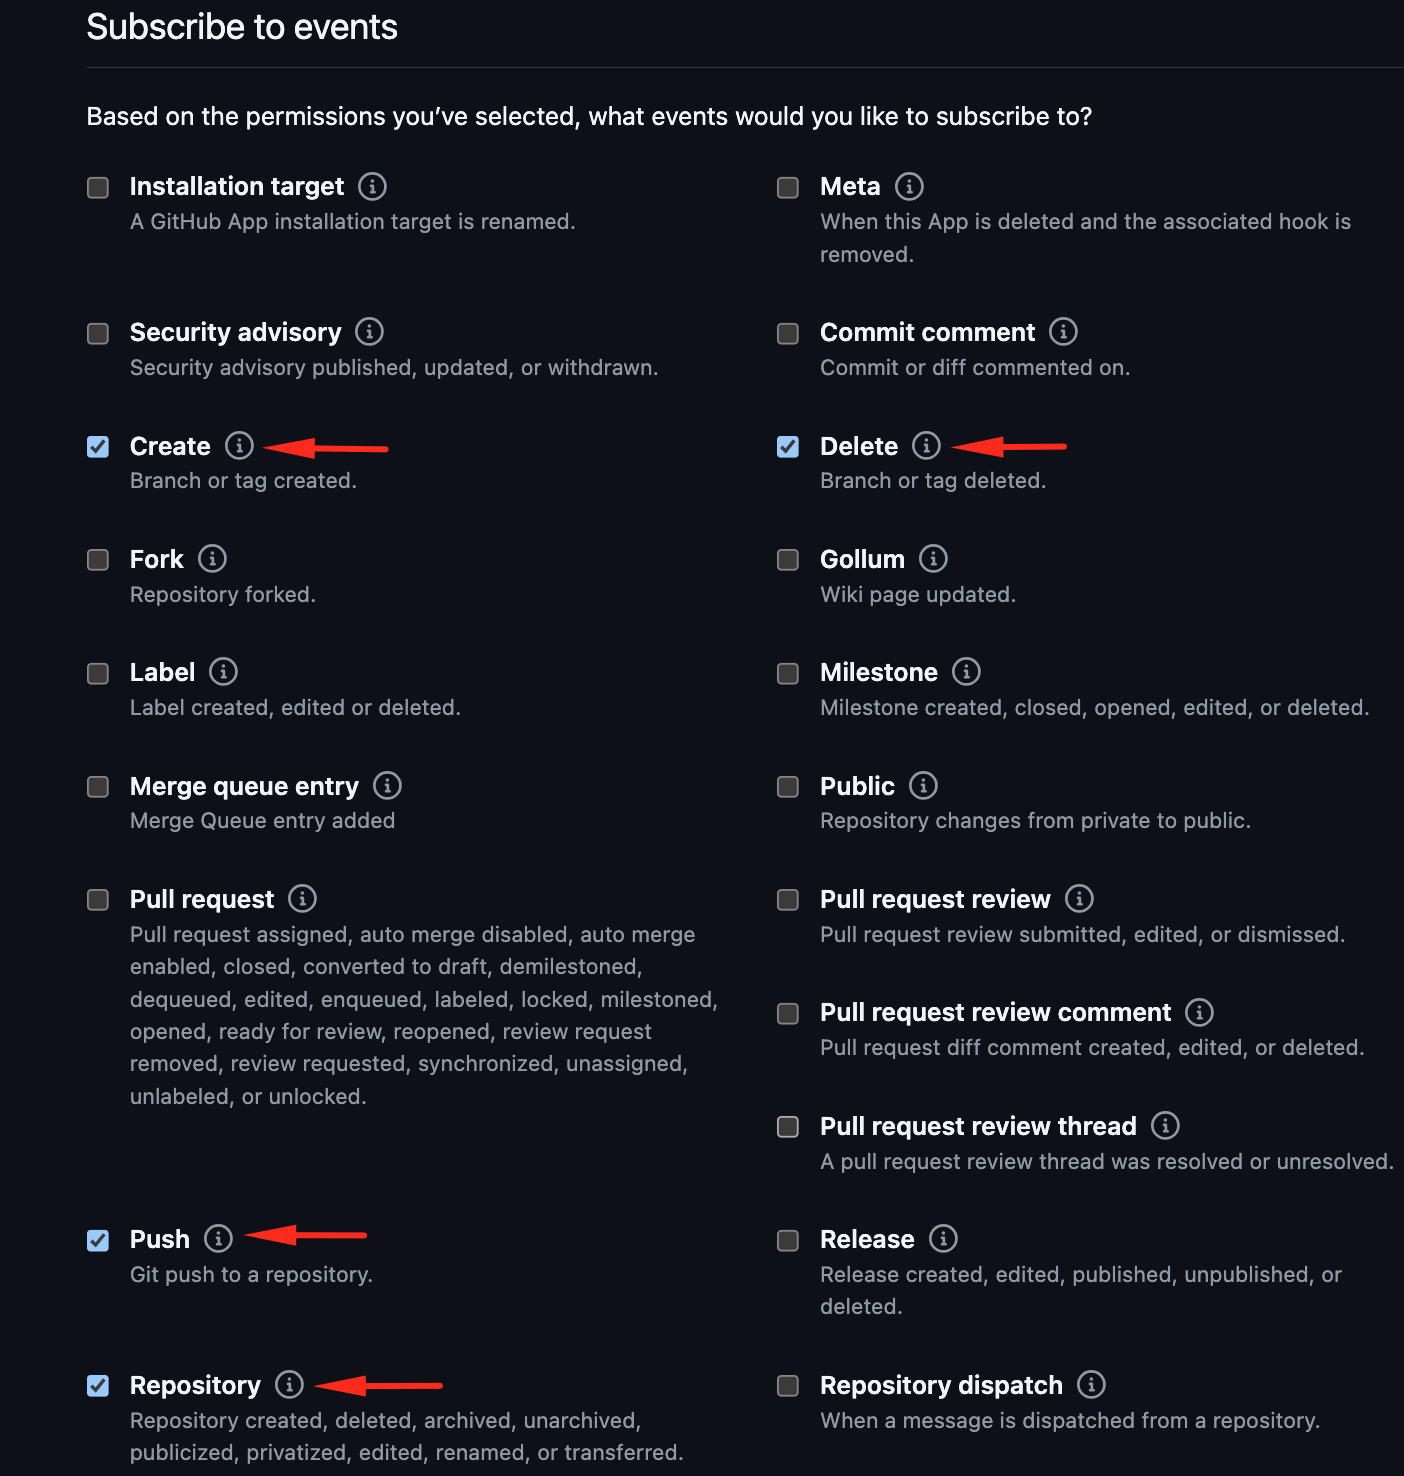 Subscribe to events
Based on the permissions you’ve selected, what events would you like to subscribe to?
Installation target
A GitHub App installation target is renamed.
Meta
When this App is deleted and the associated hook is
removed.
Security advisory
Security advisory published, updated, or withdrawn.
Commit comment
Commit or diff commented on.
Create
Branch or tag created.
Delete
Branch or tag deleted.
Fork
Repository forked.
Gollum
Wiki page updated.
Label
Label created, edited or deleted.
Milestone
Milestone created, closed, opened, edited, or deleted.
Merge queue entry
Merge Queue entry added
Public
Repository changes from private to public.
Pull request
Pull request assigned, auto merge disabled, auto merge
enabled, closed, converted to draft, demilestoned,
dequeued, edited, enqueued, labeled, locked, milestoned,
opened, ready for review, reopened, review request
removed, review requested, synchronized, unassigned,
unlabeled, or unlocked.
Pull request review
Pull request review submitted, edited, or dismissed.
Pull request review comment
Pull request diff comment created, edited, or deleted.
Pull request review thread
A pull request review thread was resolved or unresolved.
Push
Git push to a repository.
Release
Release created, edited, published, unpublished, or
deleted.
Repository
Repository created, deleted, archived, unarchived,
publicized, privatized, edited, renamed, or transferred.
Repository dispatch
When a message is dispatched from a repository.